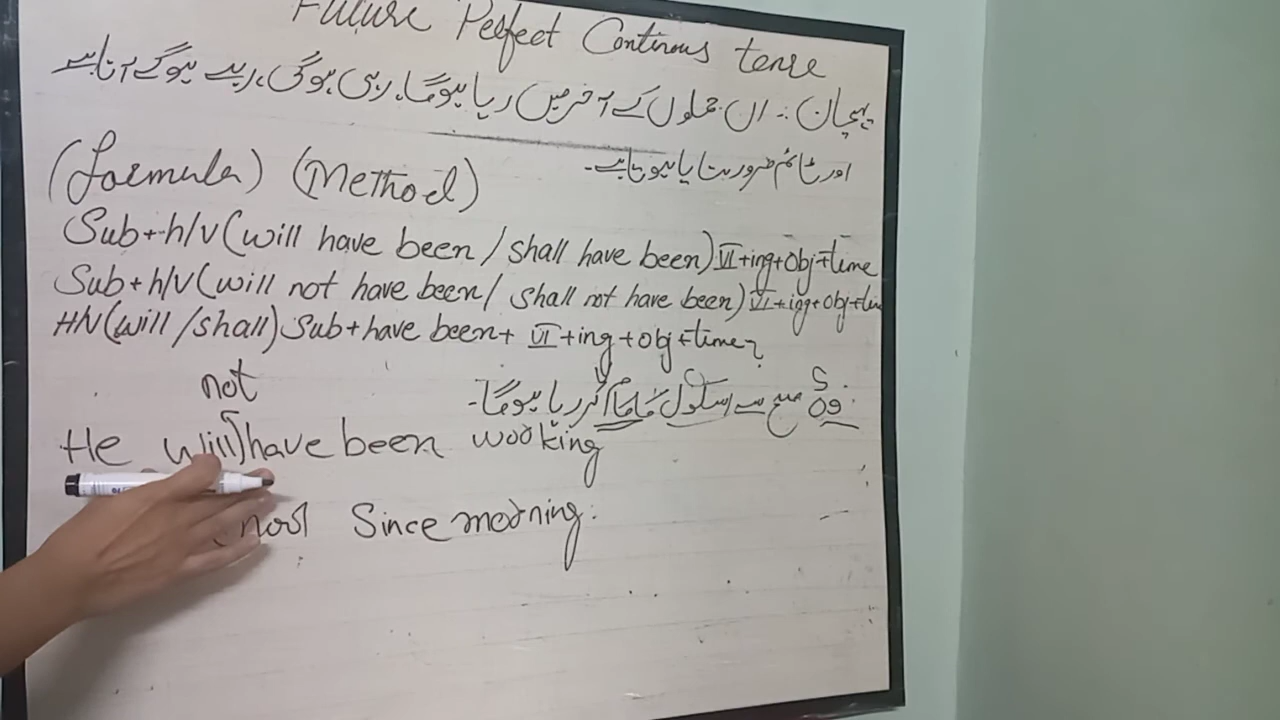 Future Perfect Continous tense
پہچان :۔ ان جملوں کے آخر میں رہا ہوگا، رہی ہوگی، رہے ہوگے آتا ہے
اور ٹائم ضرور بتایا ہوتا ہے۔
(formula) (Method)
Sub+h/v(will have been / shall have been) VI+ing+obj+time
Sub+h/v(will not have been/ shall not have been) VI+ing+obj+time
H/V(will /shall) Sub+have been+ VI+ing+obj+time?
وہ صبح سے اسکول کام کر رہا ہوگا۔
not
He will have been working
Since morning.